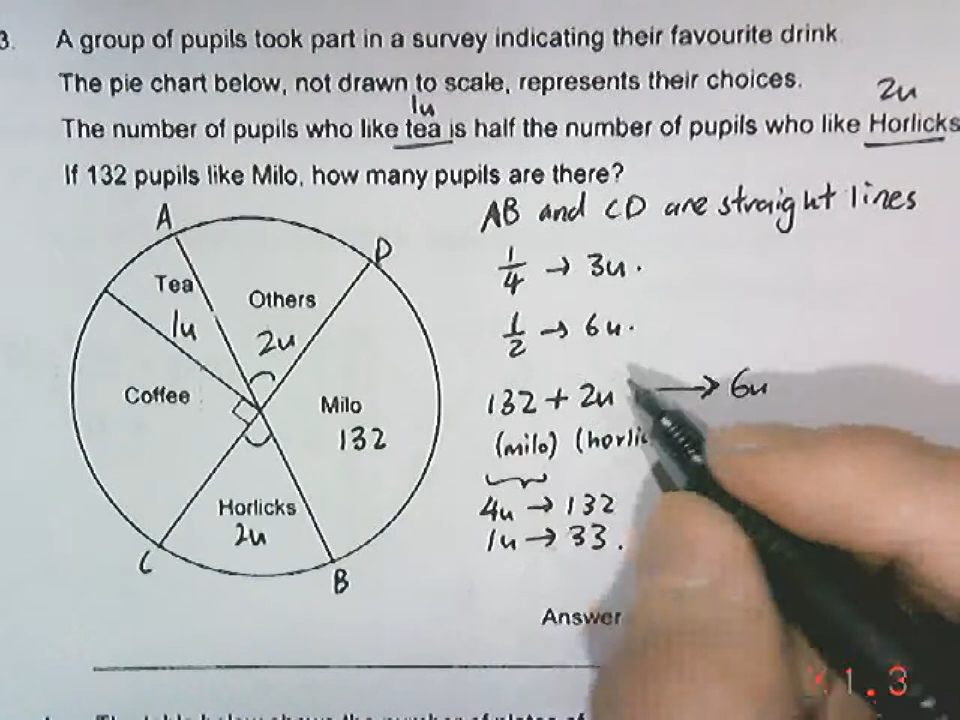 3. A group of pupils took part in a survey indicating their favourite drink
The pie chart below, not drawn to scale, represents their choices.
1u 2u
The number of pupils who like tea is half the number of pupils who like Horlicks
If 132 pupils like Milo, how many pupils are there?
AB and CD are straight lines
A
D
Tea
1u
Others
2u
Coffee
Milo
132
Horlicks
2u
C
B
1/4 → 3u.
1/2 → 6u.
132 + 2u → 6u
(milo) (horlic
4u → 132
1u → 33.
Answer
X1.3